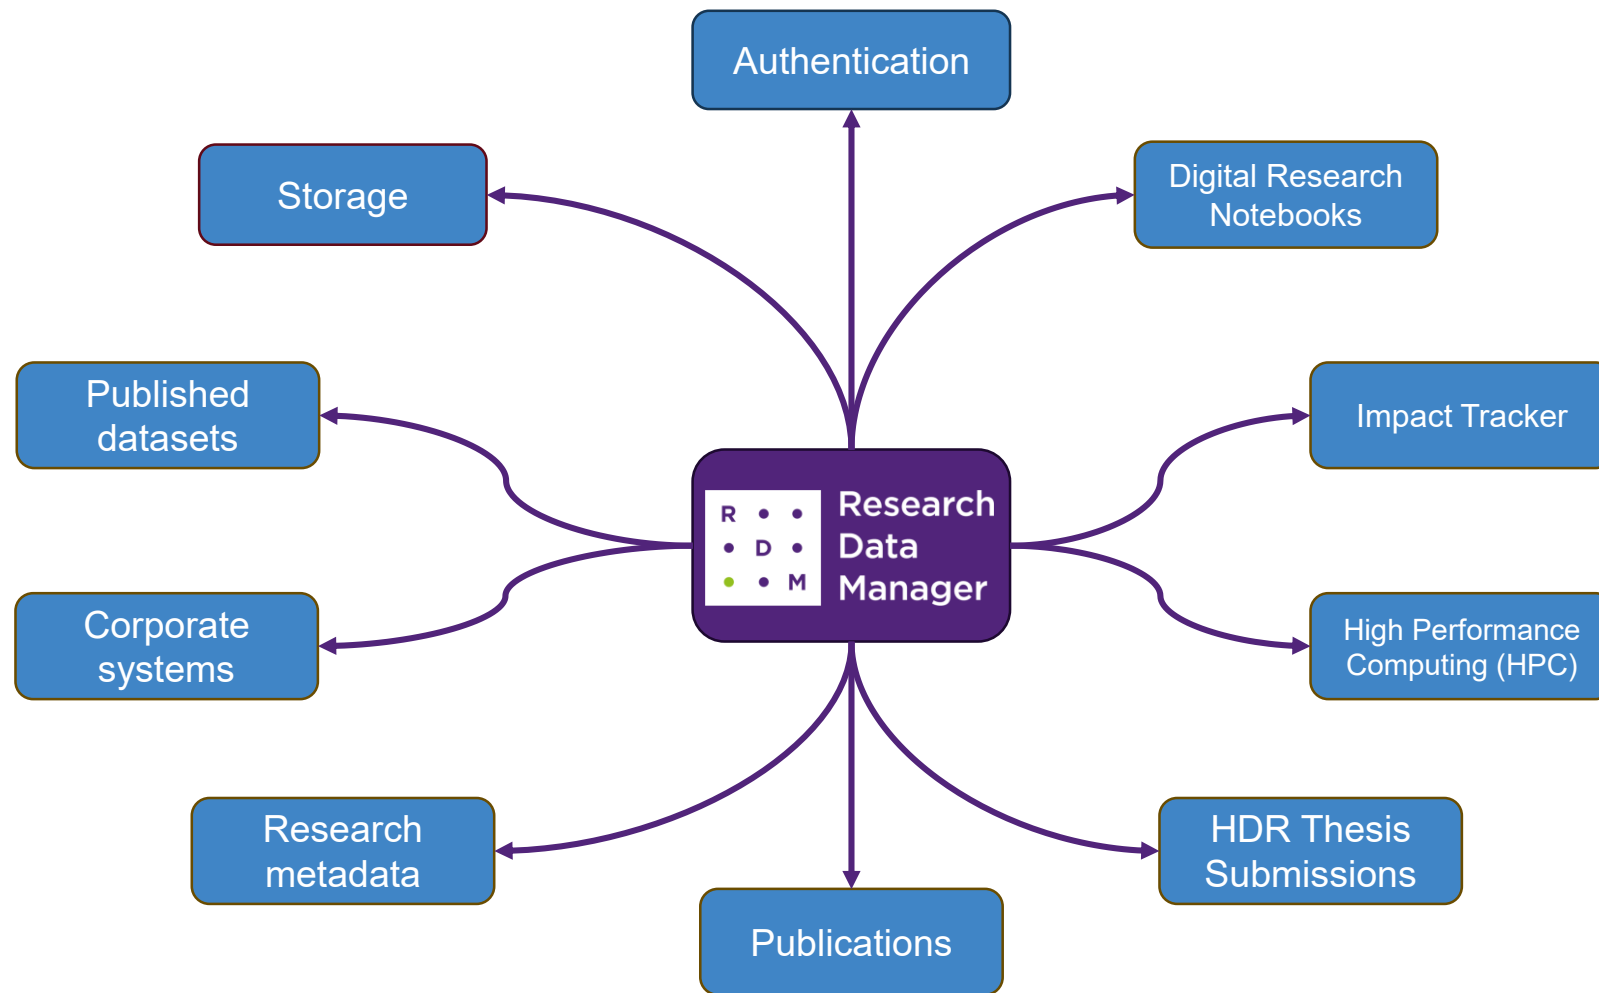 Authentication
Storage
Digital Research
Notebooks
Published
datasets
Impact Tracker
R
D
M
Research
Data
Manager
Corporate
systems
High Performance
Computing (HPC)
Research
metadata
HDR Thesis
Submissions
Publications